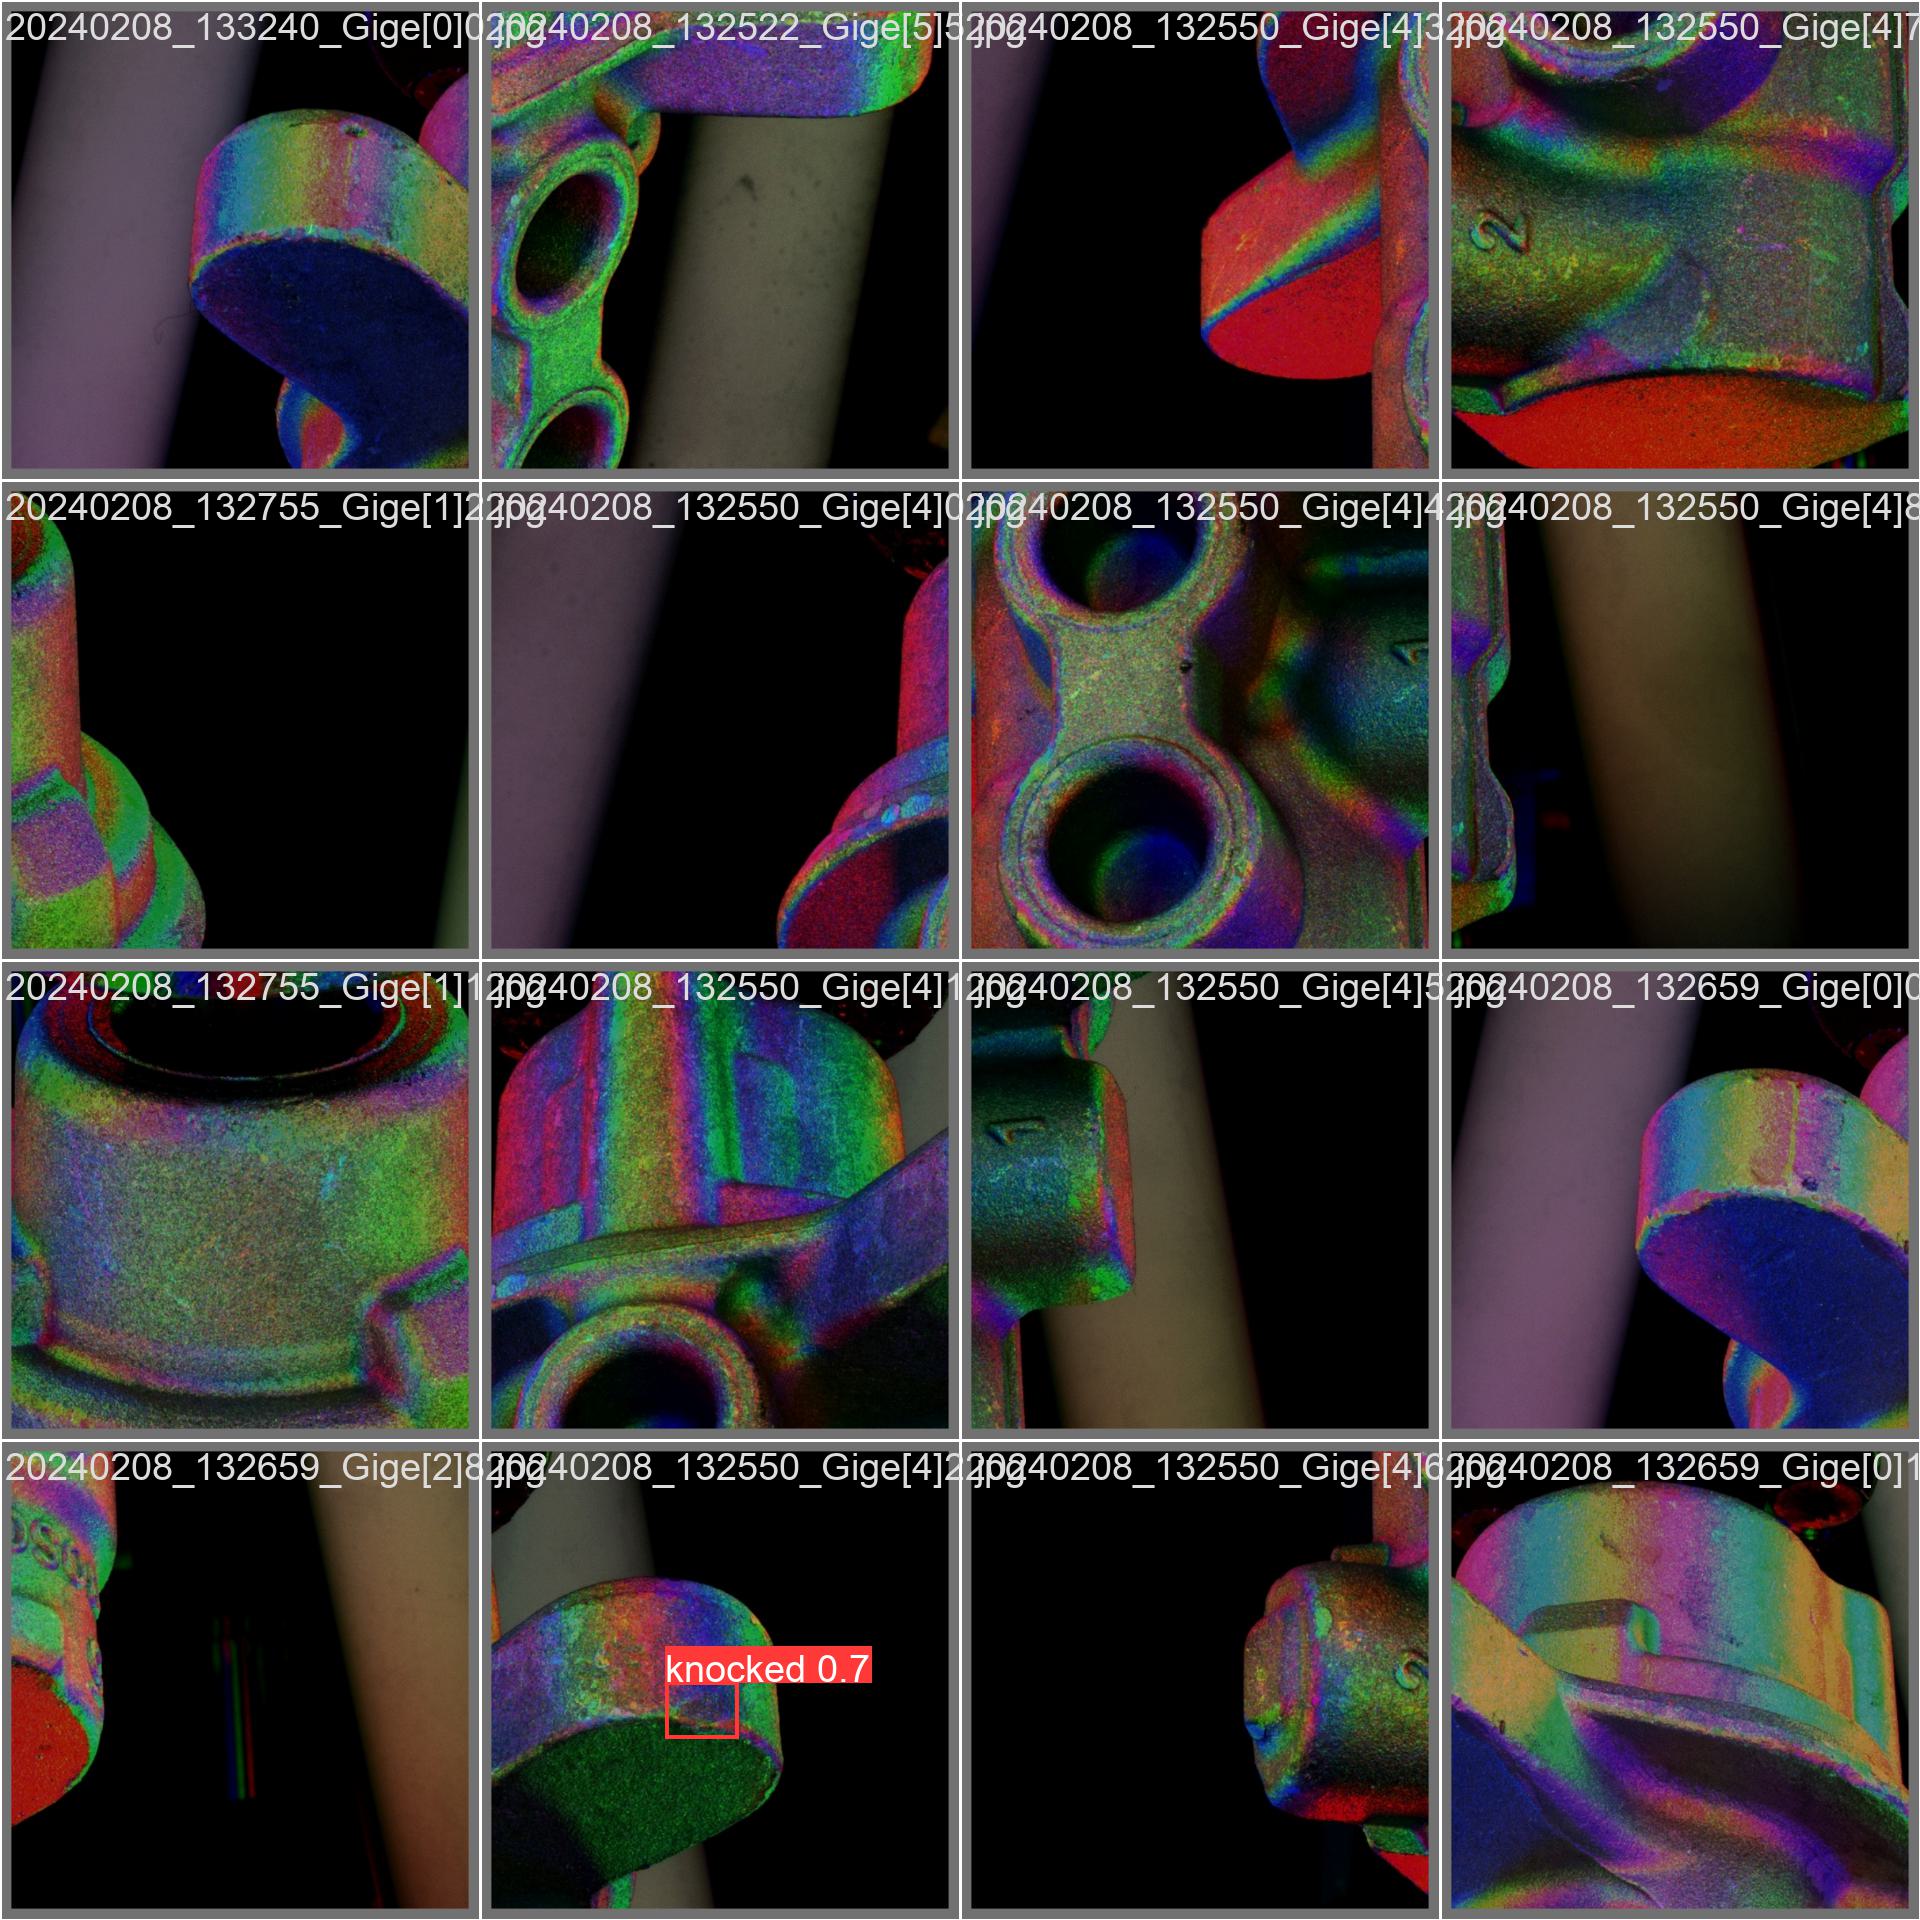 20240208_133240_Gige[0]0.jpg
20240208_132522_Gige[5]5.jpg
20240208_132550_Gige[4]3.jpg
20240208_132550_Gige[4]7
2
20240208_132755_Gige[1]2.jpg
20240208_132550_Gige[4]0.jpg
20240208_132550_Gige[4]4.jpg
20240208_132550_Gige[4]8
1
20240208_132755_Gige[1]1.jpg
20240208_132550_Gige[4]1.jpg
20240208_132550_Gige[4]5.jpg
20240208_132659_Gige[0]0
1
20240208_132659_Gige[2]8.jpg
20240208_132550_Gige[4]2.jpg
20240208_132550_Gige[4]6.jpg
20240208_132659_Gige[0]1
knocked 0.7